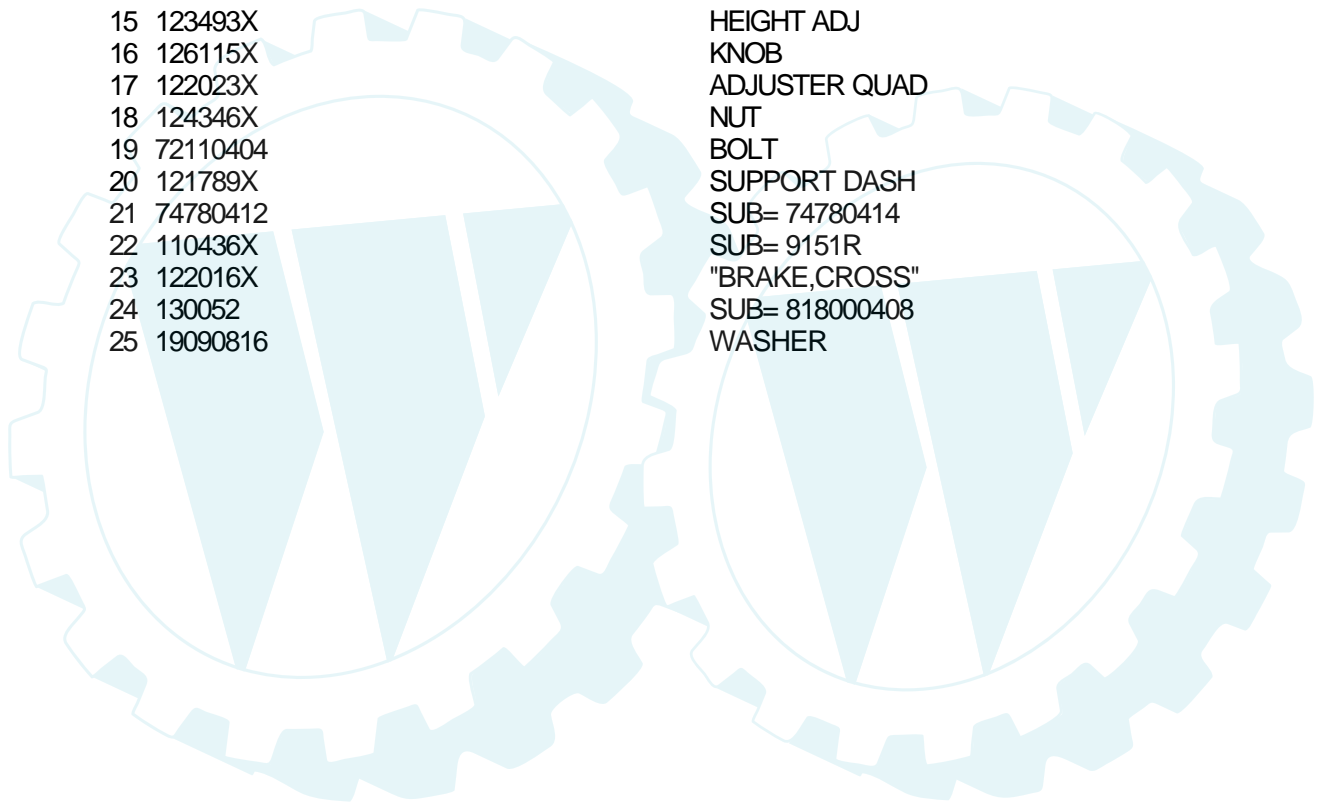 15 123493X HEIGHT ADJ
16 126115X KNOB
17 122023X ADJUSTER QUAD
18 124346X NUT
19 72110404 BOLT
20 121789X SUPPORT DASH
21 74780412 SUB= 74780414
22 110436X SUB= 9151R
23 122016X "BRAKE,CROSS"
24 130052 SUB= 818000408
25 19090816 WASHER